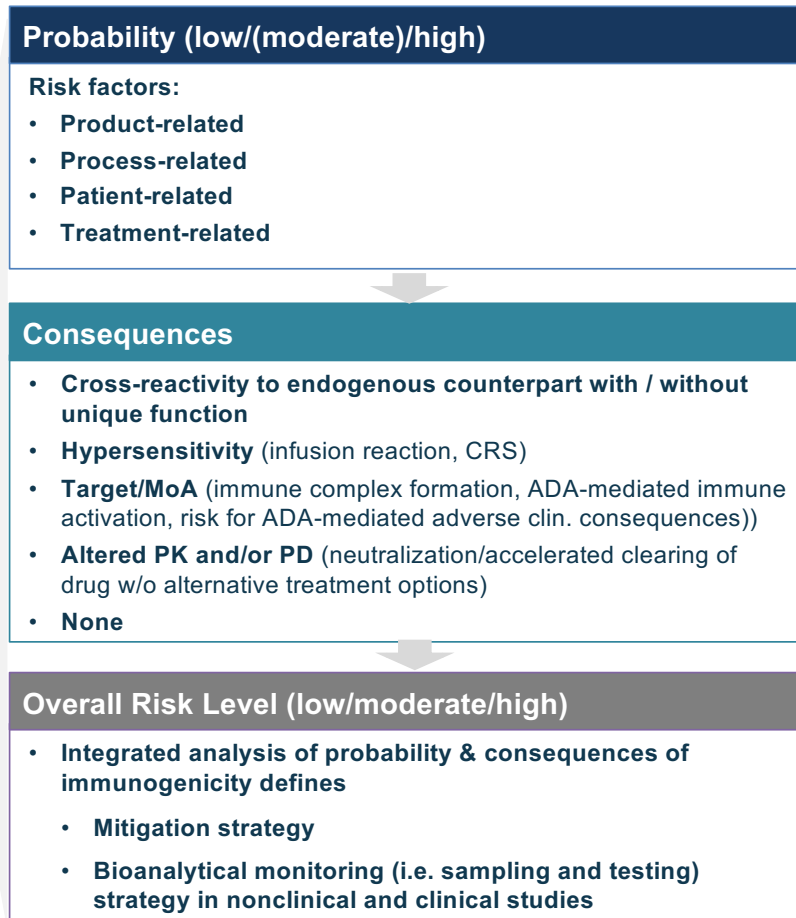 Probability (low/(moderate)/high)
Risk factors:
• Product-related
• Process-related
• Patient-related
• Treatment-related
Consequences
• Cross-reactivity to endogenous counterpart with / without
unique function
• Hypersensitivity (infusion reaction, CRS)
• Target/MoA (immune complex formation, ADA-mediated immune
activation, risk for ADA-mediated adverse clin. consequences))
• Altered PK and/or PD (neutralization/accelerated clearing of
drug w/o alternative treatment options)
• None
Overall Risk Level (low/moderate/high)
• Integrated analysis of probability & consequences of
immunogenicity defines
• Mitigation strategy
• Bioanalytical monitoring (i.e. sampling and testing)
strategy in nonclinical and clinical studies